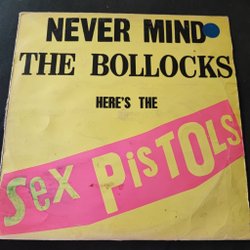 NEVER MIND
THE BOLLOCKS
HERE'S THE
Sex PiSTOLS